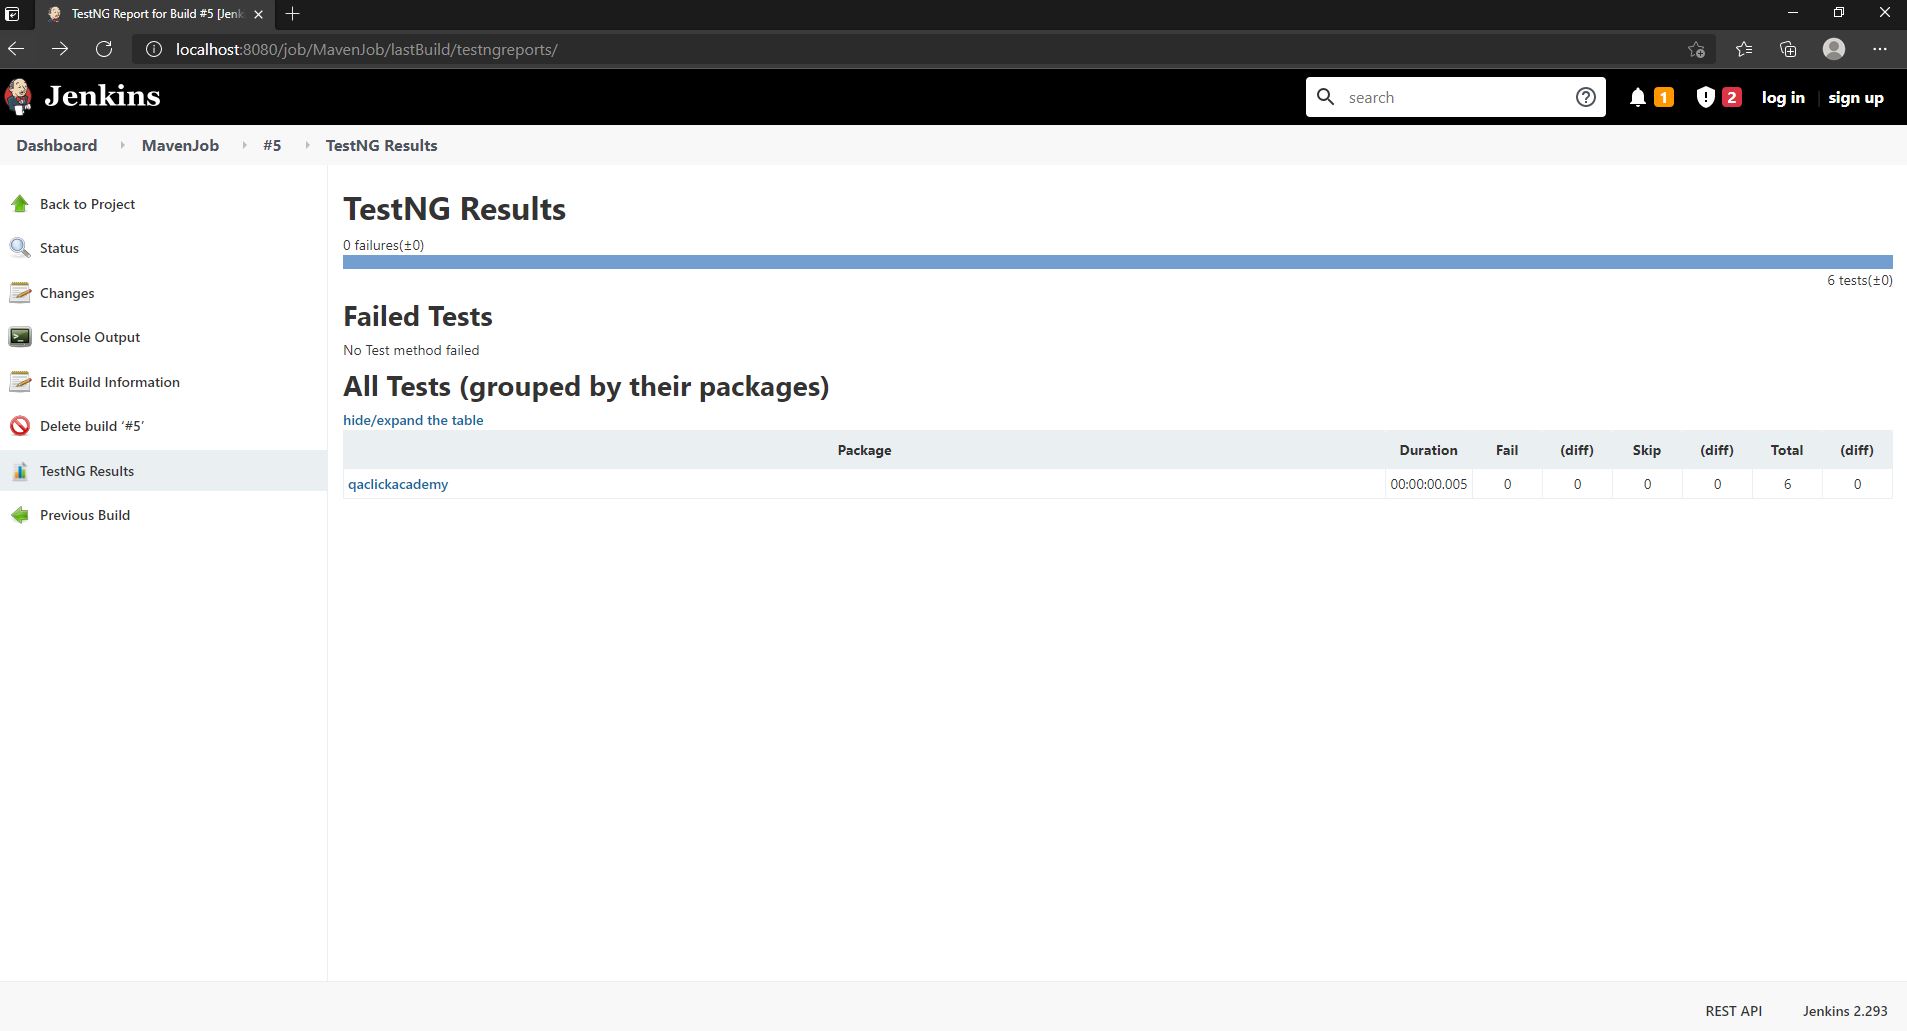 TestNG Report for Build #5 [Jenk
localhost:8080/job/MavenJob/lastBuild/testngreports/
Jenkins
search
1
2
log in
sign up
Dashboard
MavenJob
#5
TestNG Results
Back to Project
Status
Changes
Console Output
Edit Build Information
Delete build ‘#5’
TestNG Results
Previous Build
TestNG Results
0 failures(±0)
6 tests(±0)
Failed Tests
No Test method failed
All Tests (grouped by their packages)
hide/expand the table
Package Duration Fail (diff) Skip (diff) Total (diff)
qaclickacademy 00:00:00.005 0 0 0 0 6 0
REST API
Jenkins 2.293